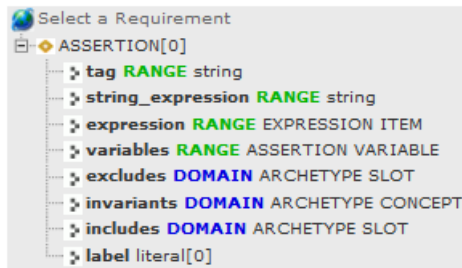 Select a Requirement
ASSERTION[0]
tag RANGE string
string_expression RANGE string
expression RANGE EXPRESSION ITEM
variables RANGE ASSERTION VARIABLE
excludes DOMAIN ARCHETYPE SLOT
invariants DOMAIN ARCHETYPE CONCEPT
includes DOMAIN ARCHETYPE SLOT
label literal[0]